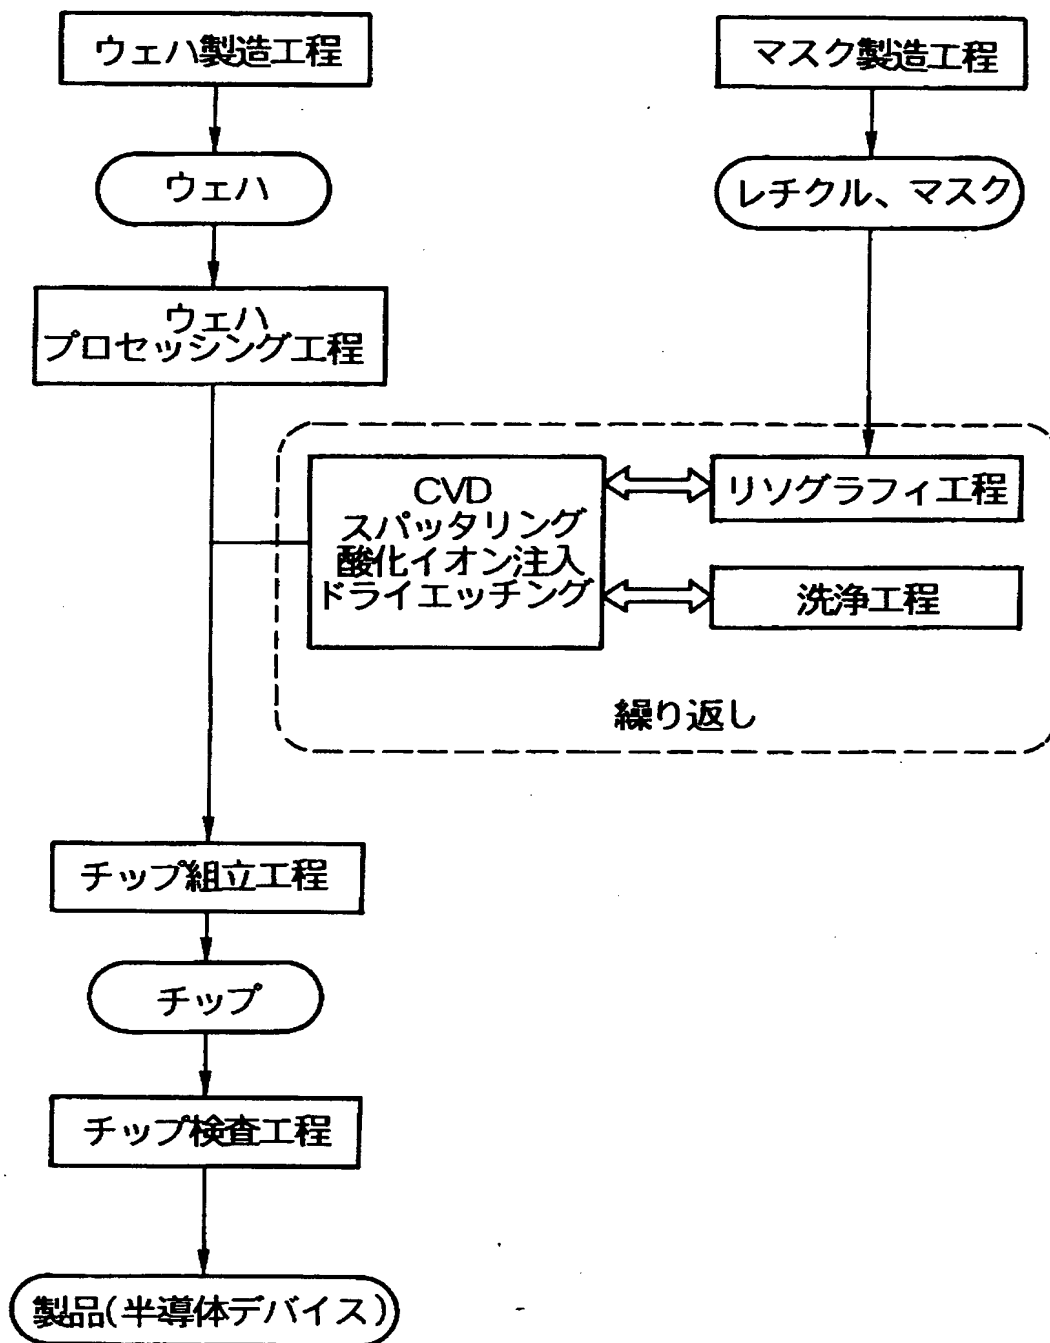 ウェハ製造工程
マスク製造工程
ウェハ
レチクル、マスク
ウェハ
プロセッシング工程
CVD
スパッタリング
酸化イオン注入
ドライエッチング
リソグラフィ工程
洗浄工程
繰り返し
チップ組立工程
チップ
チップ検査工程
製品(半導体デバイス)